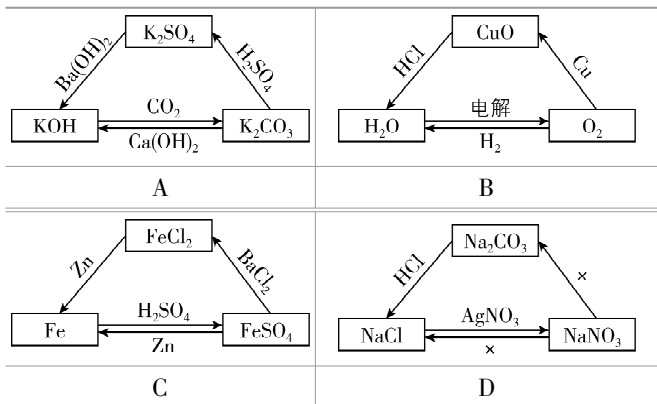 K₂SO₄
Ba(OH)₂
H₂SO₄
KOH
CO₂
Ca(OH)₂
K₂CO₃
A
CuO
HCl
Cu
H₂O
电解
H₂
O₂
B
FeCl₂
Zn
BaCl₂
Fe
H₂SO₄
Zn
FeSO₄
C
Na₂CO₃
HCl
×
NaCl
AgNO₃
×
NaNO₃
D